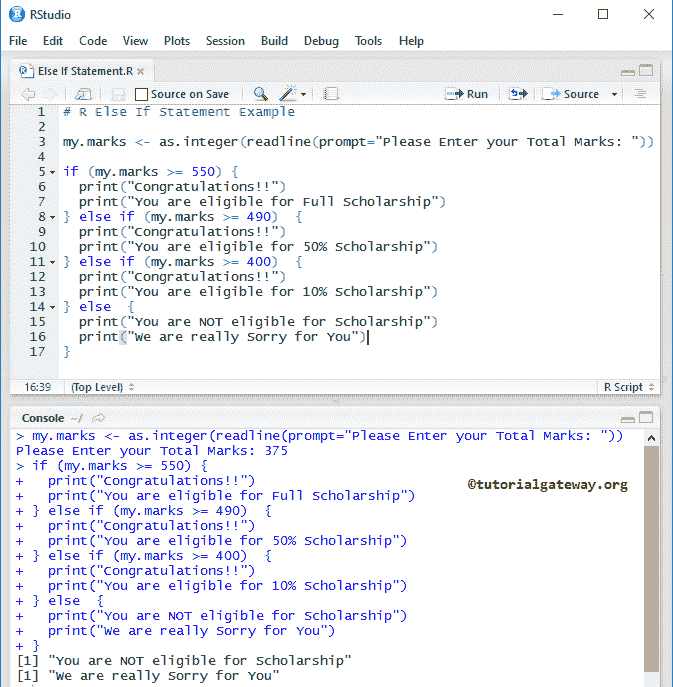 RStudio
File Edit Code View Plots Session Build Debug Tools Help
Else If Statement.R
Source on Save Run Source
1 # R Else If Statement Example
2
3 my.marks <- as.integer(readline(prompt="Please Enter your Total Marks: "))
4
5 if (my.marks >= 550) {
6   print("Congratulations!!")
7   print("You are eligible for Full Scholarship")
8 } else if (my.marks >= 490)  {
9   print("Congratulations!!")
10   print("You are eligible for 50% Scholarship")
11 } else if (my.marks >= 400)  {
12   print("Congratulations!!")
13   print("You are eligible for 10% Scholarship")
14 } else  {
15   print("You are NOT eligible for Scholarship")
16   print("We are really Sorry for You")
17 }
16:39 (Top Level) R Script
Console ~/
> my.marks <- as.integer(readline(prompt="Please Enter your Total Marks: "))
Please Enter your Total Marks: 375
> if (my.marks >= 550) {
+   print("Congratulations!!")
+   print("You are eligible for Full Scholarship")
©tutorialgateway.org
+ } else if (my.marks >= 490)  {
+   print("Congratulations!!")
+   print("You are eligible for 50% Scholarship")
+ } else if (my.marks >= 400)  {
+   print("Congratulations!!")
+   print("You are eligible for 10% Scholarship")
+ } else  {
+   print("You are NOT eligible for Scholarship")
+   print("We are really Sorry for You")
+ }
[1] "You are NOT eligible for Scholarship"
[1] "We are really Sorry for You"